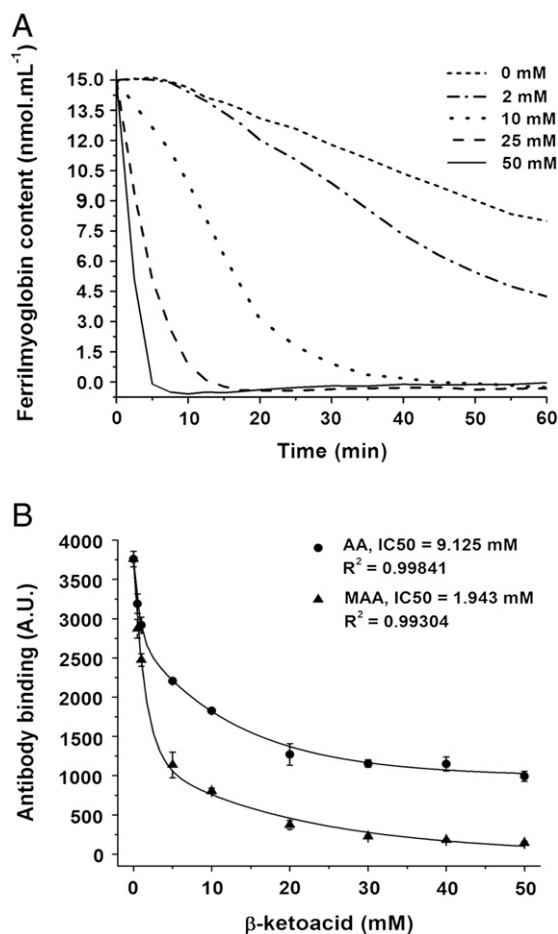 A
Ferrilmyoglobin content (nmol.mL⁻¹)
15.0
13.5
12.0
10.5
9.0
7.5
6.0
4.5
3.0
1.5
0.0
0 mM
2 mM
10 mM
25 mM
50 mM
0 10 20 30 40 50 60
Time (min)
B
Antibody binding (A.U.)
4000
3500
3000
2500
2000
1500
1000
500
0
AA, IC50 = 9.125 mM
R² = 0.99841
MAA, IC50 = 1.943 mM
R² = 0.99304
0 10 20 30 40 50
β-ketoacid (mM)